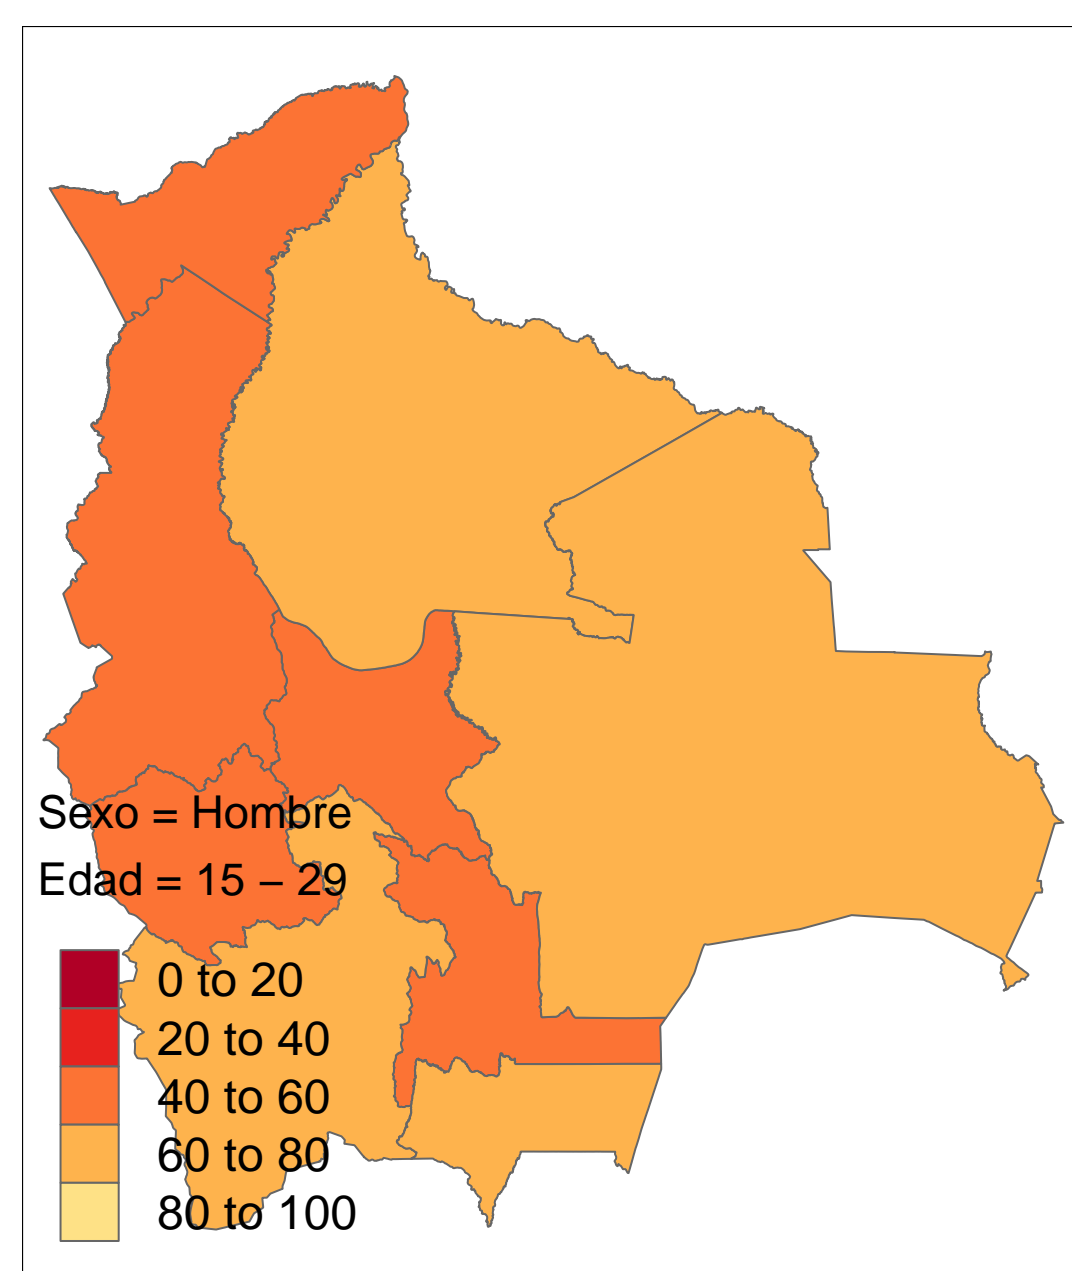 Sexo = Hombre
Edad = 15 – 29
0 to 20
20 to 40
40 to 60
60 to 80
80 to 100